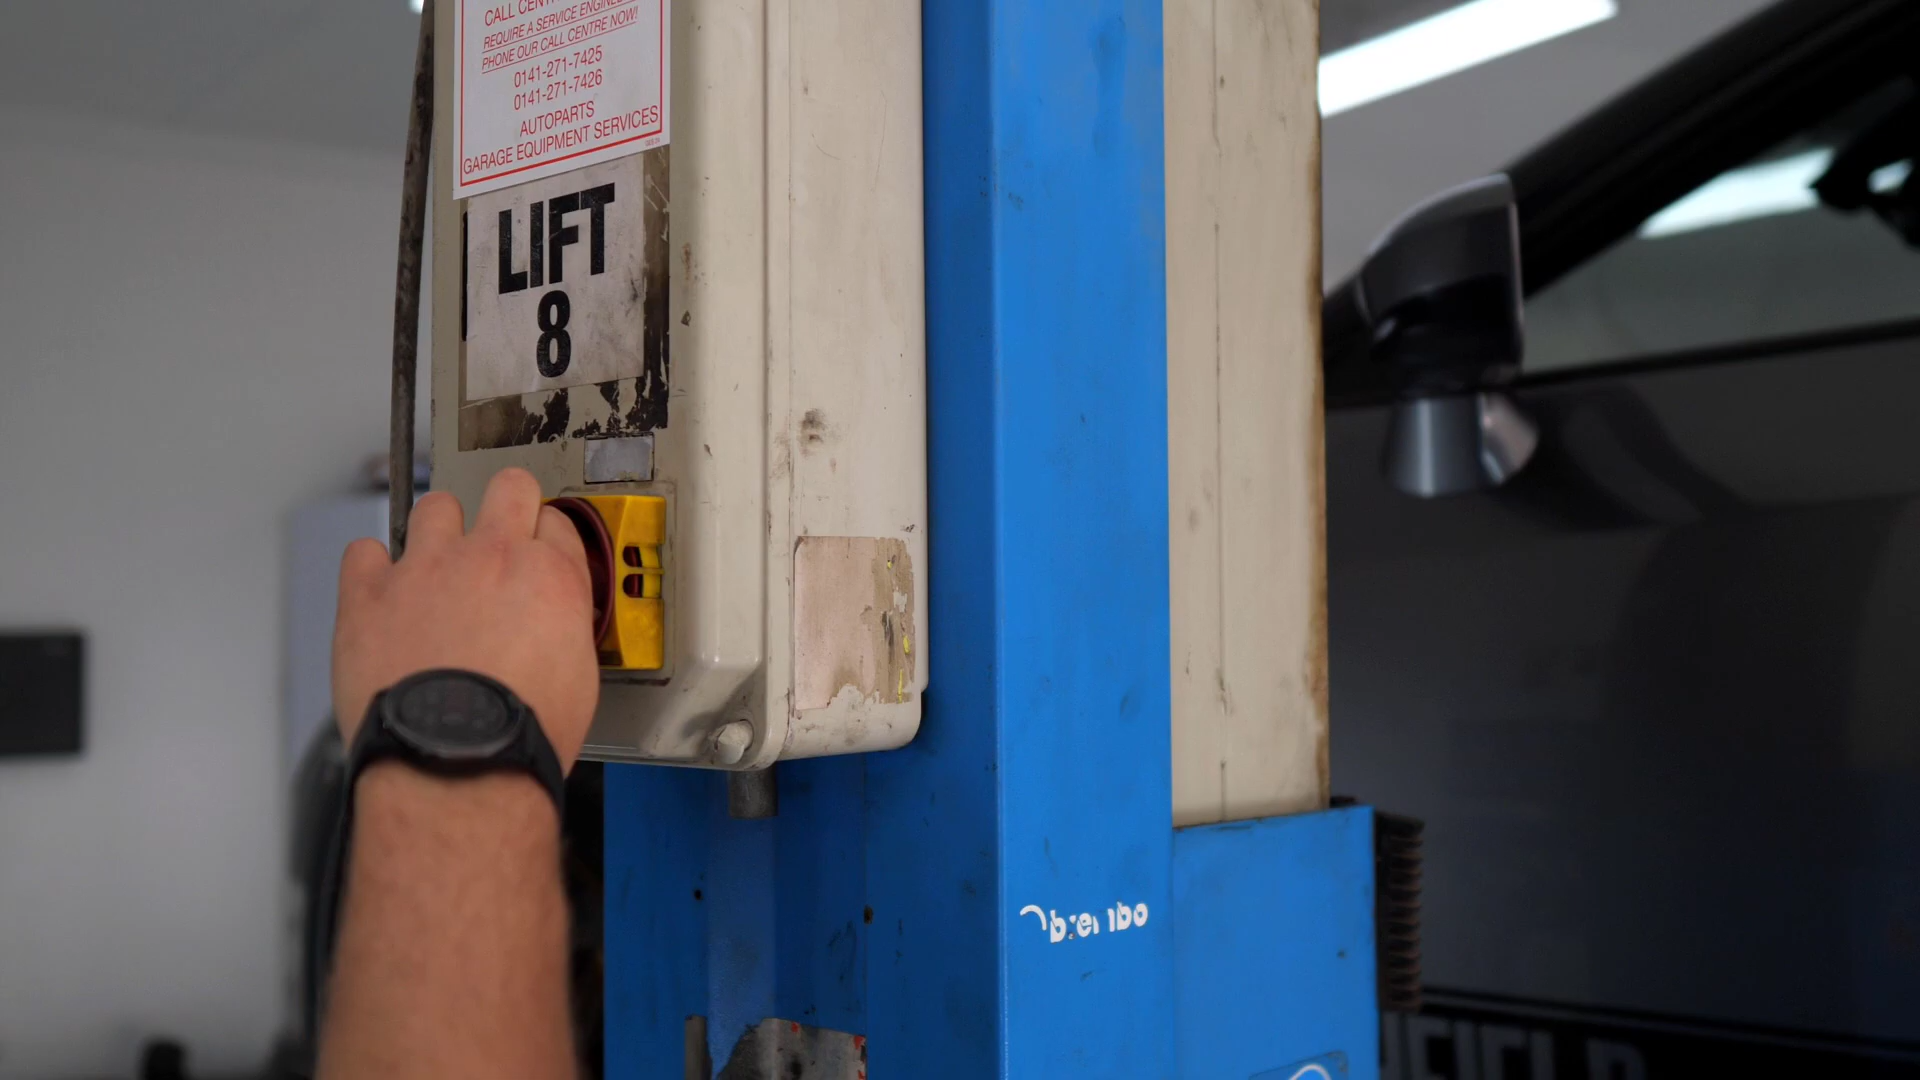 REQUIRE A SERVICE ENGINEER
PHONE OUR CALL CENTRE NOW!
0141-271-7425
0141-271-7426
AUTOPARTS
GARAGE EQUIPMENT SERVICES
LIFT
8
brembo